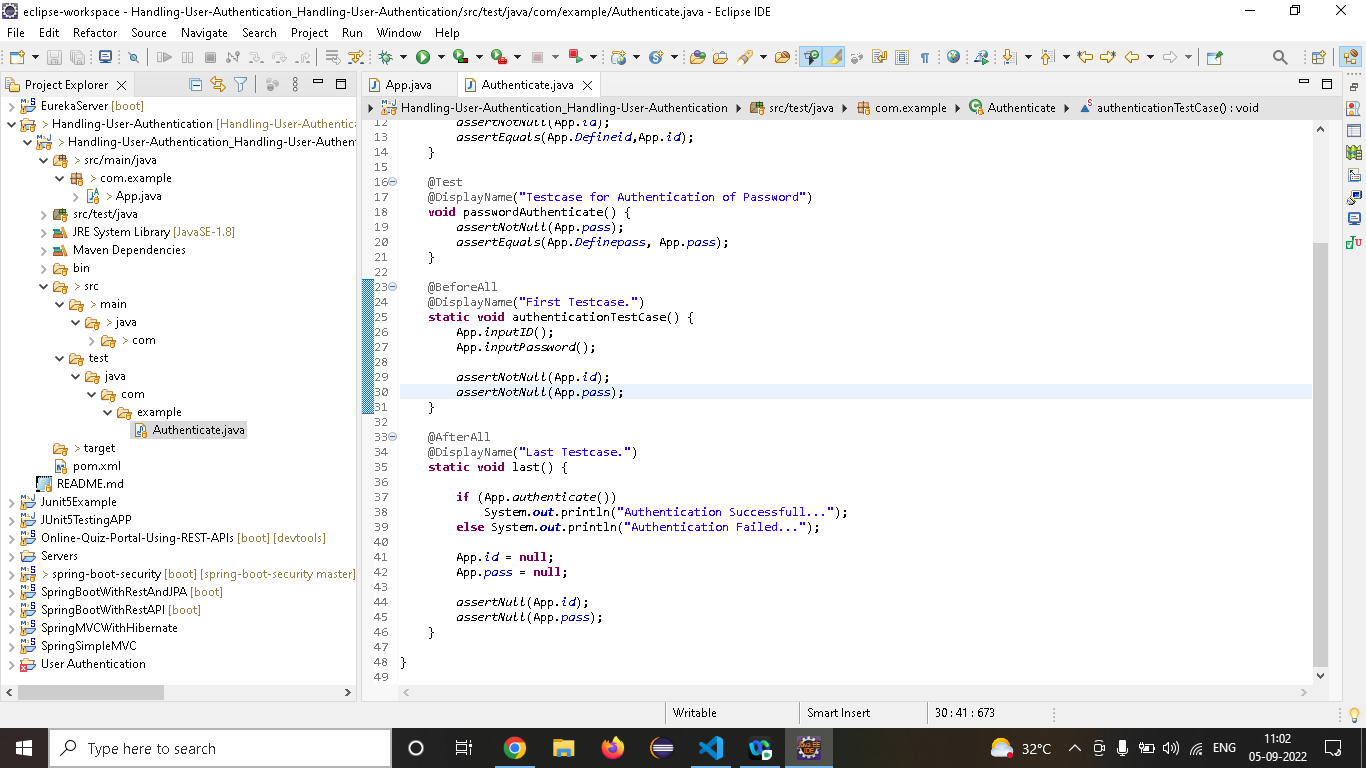 eclipse-workspace - Handling-User-Authentication_Handling-User-Authentication/src/test/java/com/example/Authenticate.java - Eclipse IDE
File Edit Refactor Source Navigate Search Project Run Window Help
Project Explorer
EurekaServer [boot]
> Handling-User-Authentication [Handling-User-Authentic
> Handling-User-Authentication_Handling-User-Authen
> src/main/java
> com.example
> App.java
src/test/java
JRE System Library [JavaSE-1.8]
Maven Dependencies
bin
> src
> main
> java
> com
test
java
com
example
Authenticate.java
> target
pom.xml
README.md
Junit5Example
JUnit5TestingAPP
Online-Quiz-Portal-Using-REST-APIs [boot] [devtools]
Servers
> spring-boot-security [boot] [spring-boot-security master]
SpringBootWithRestAndJPA [boot]
SpringBootWithRestAPI [boot]
SpringMVCWithHibernate
SpringSimpleMVC
User Authentication
App.java Authenticate.java
Handling-User-Authentication_Handling-User-Authentication src/test/java com.example Authenticate authenticationTestCase() : void
12 assertNotNull(App.id);
13 assertEquals(App.Defineid,App.id);
14 }
15
16 @Test
17 @DisplayName("Testcase for Authentication of Password")
18 void passwordAuthenticate() {
19 assertNotNull(App.pass);
20 assertEquals(App.Definepass, App.pass);
21 }
22
23 @BeforeAll
24 @DisplayName("First Testcase.")
25 static void authenticationTestCase() {
26 App.inputID();
27 App.inputPassword();
28
29 assertNotNull(App.id);
30 assertNotNull(App.pass);
31 }
32
33 @AfterAll
34 @DisplayName("Last Testcase.")
35 static void last() {
36
37 if (App.authenticate())
38 System.out.println("Authentication Successfull...");
39 else System.out.println("Authentication Failed...");
40
41 App.id = null;
42 App.pass = null;
43
44 assertNull(App.id);
45 assertNull(App.pass);
46 }
47
48 }
49
Writable Smart Insert 30 : 41 : 673
Type here to search
32°C ENG 11:02
05-09-2022